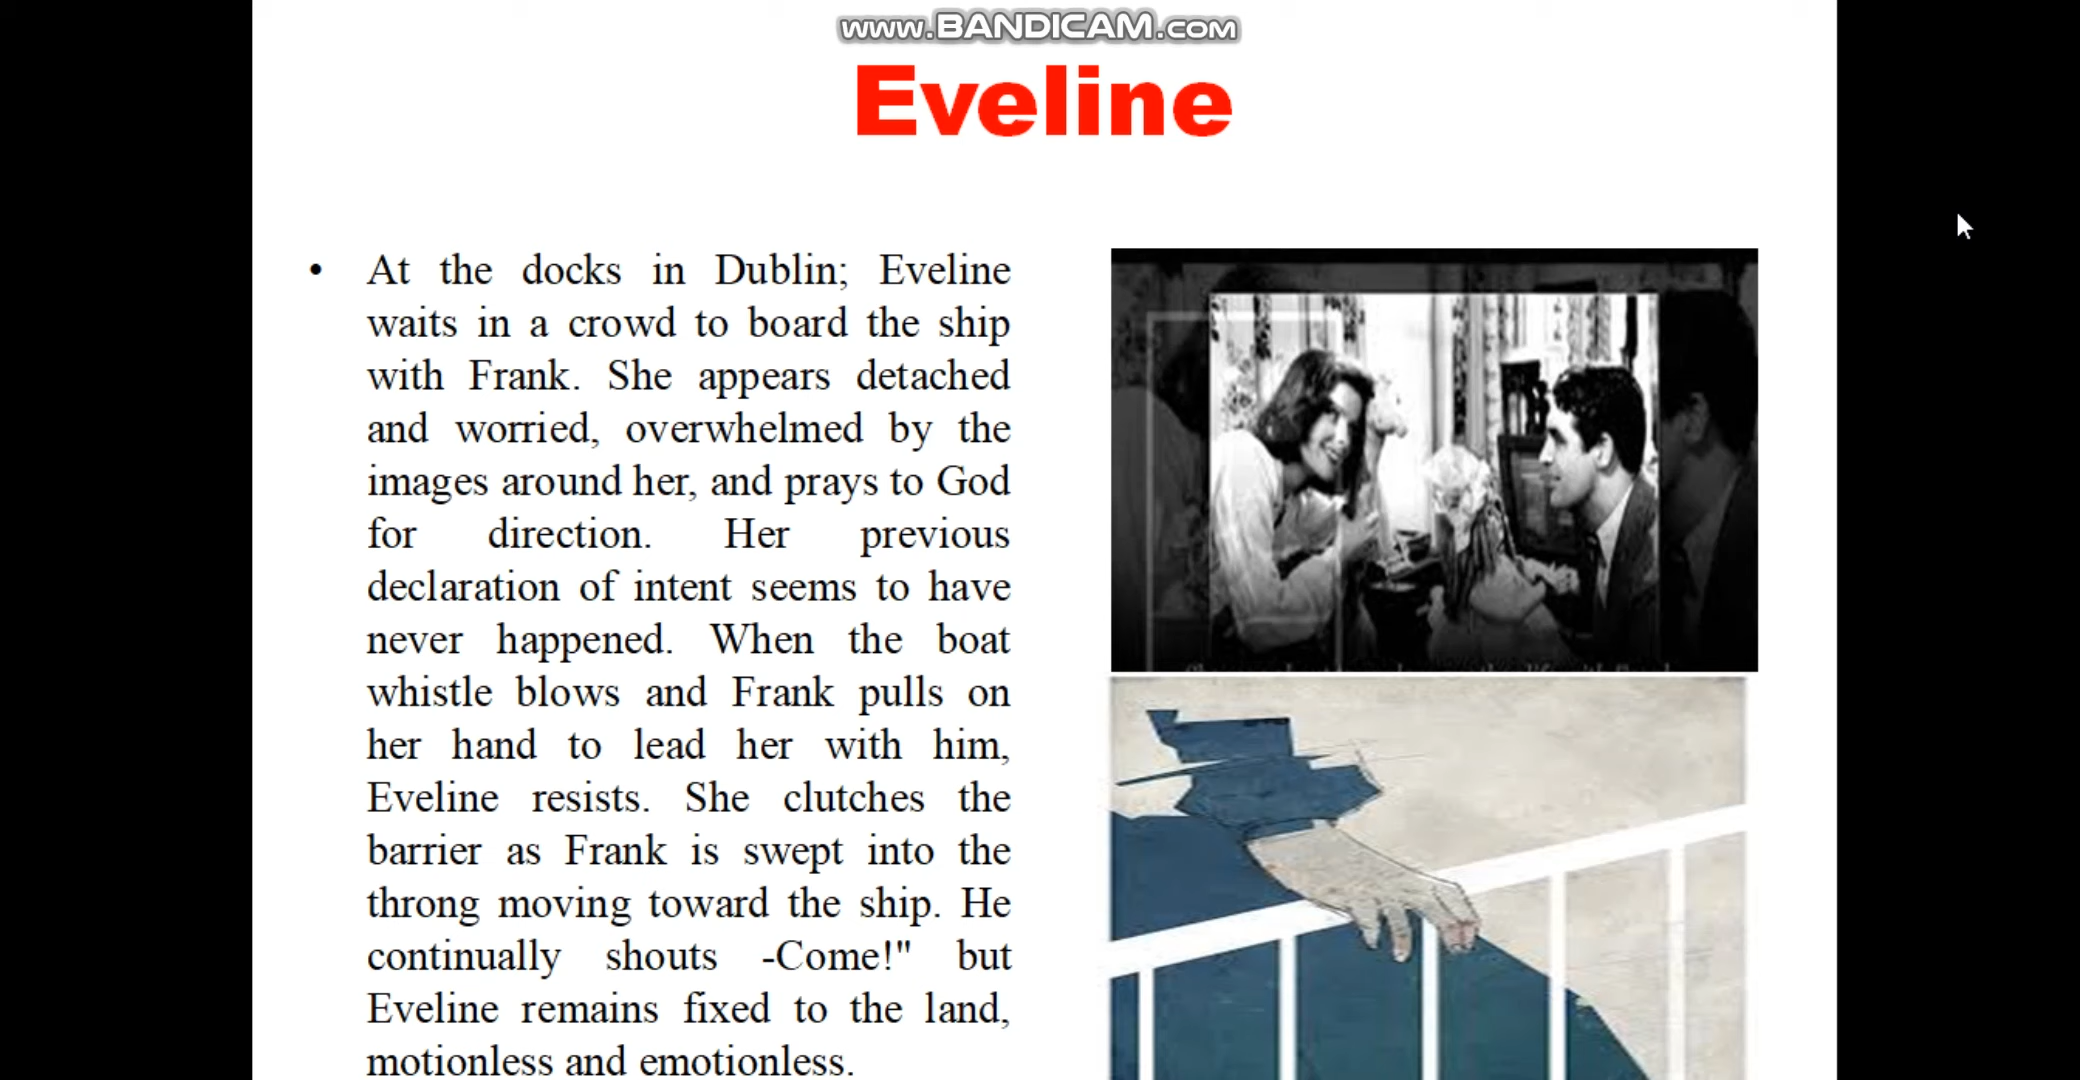 www.BANDICAM.com
Eveline
• At the docks in Dublin; Eveline
waits in a crowd to board the ship
with Frank. She appears detached
and worried, overwhelmed by the
images around her, and prays to God
for direction. Her previous
declaration of intent seems to have
never happened. When the boat
whistle blows and Frank pulls on
her hand to lead her with him,
Eveline resists. She clutches the
barrier as Frank is swept into the
throng moving toward the ship. He
continually shouts -Come!" but
Eveline remains fixed to the land,
motionless and emotionless.